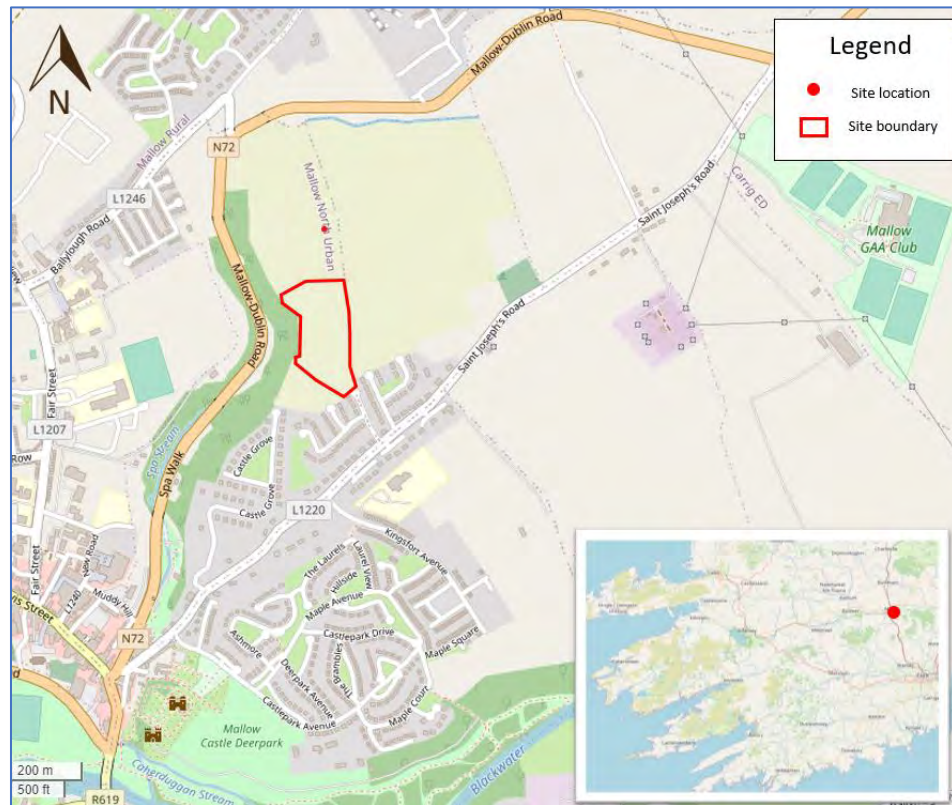 N
Legend
Site location
Site boundary
Mallow-Dublin Road
Mallow Rural
N72
L1246
Ballylough Road
Mallow North Urban
Saint Joseph's Road
Carrig ED
Mallow
GAA Club
Mallow-Dublin Road
Fair Street
L1207
Row
Spa Stream
Spa Walk
Castle Grove
Castle Grove
Saint Joseph's Road
L1220
Kingsfort Avenue
The Laurels
Laurel View
Hillside
Maple Avenue
Fair Street
New Road
L1240
Muddy Hill
Castlepark Drive
Maple Square
The Brambles
Ashmore
Deerpark Avenue
Castlepark Avenue
Maple Court
N72
Mallow
Castle Deerpark
Blackwater
Caherduggan Stream
200 m
500 ft
R619